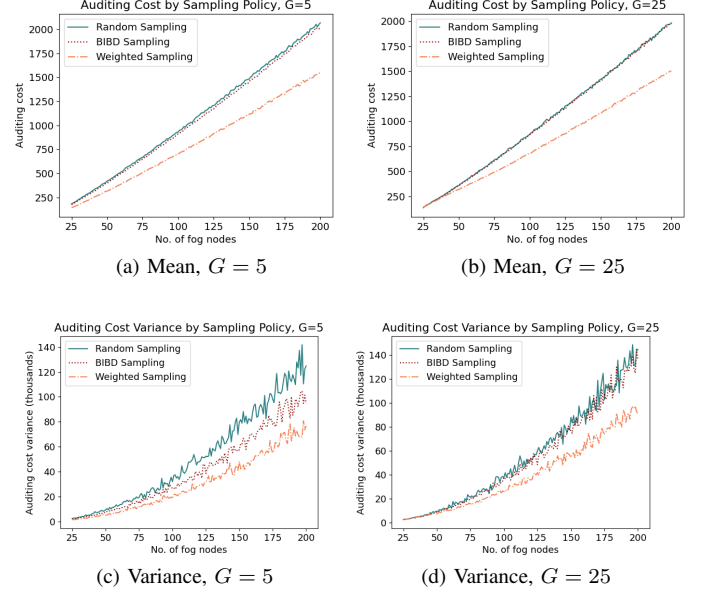 Auditing Cost by Sampling Policy, G=5
Random Sampling
BIBD Sampling
Weighted Sampling
2000
1750
1500
1250
1000
750
500
250
Auditing cost
25 50 75 100 125 150 175 200
No. of fog nodes
(a) Mean, G = 5
Auditing Cost by Sampling Policy, G=25
Random Sampling
BIBD Sampling
Weighted Sampling
2000
1750
1500
1250
1000
750
500
250
Auditing cost
25 50 75 100 125 150 175 200
No. of fog nodes
(b) Mean, G = 25
Auditing Cost Variance by Sampling Policy, G=5
Random Sampling
BIBD Sampling
Weighted Sampling
140
120
100
80
60
40
20
0
Auditing cost variance (thousands)
25 50 75 100 125 150 175 200
No. of fog nodes
(c) Variance, G = 5
Auditing Cost Variance by Sampling Policy, G=25
Random Sampling
BIBD Sampling
Weighted Sampling
140
120
100
80
60
40
20
0
Auditing cost variance (thousands)
25 50 75 100 125 150 175 200
No. of fog nodes
(d) Variance, G = 25